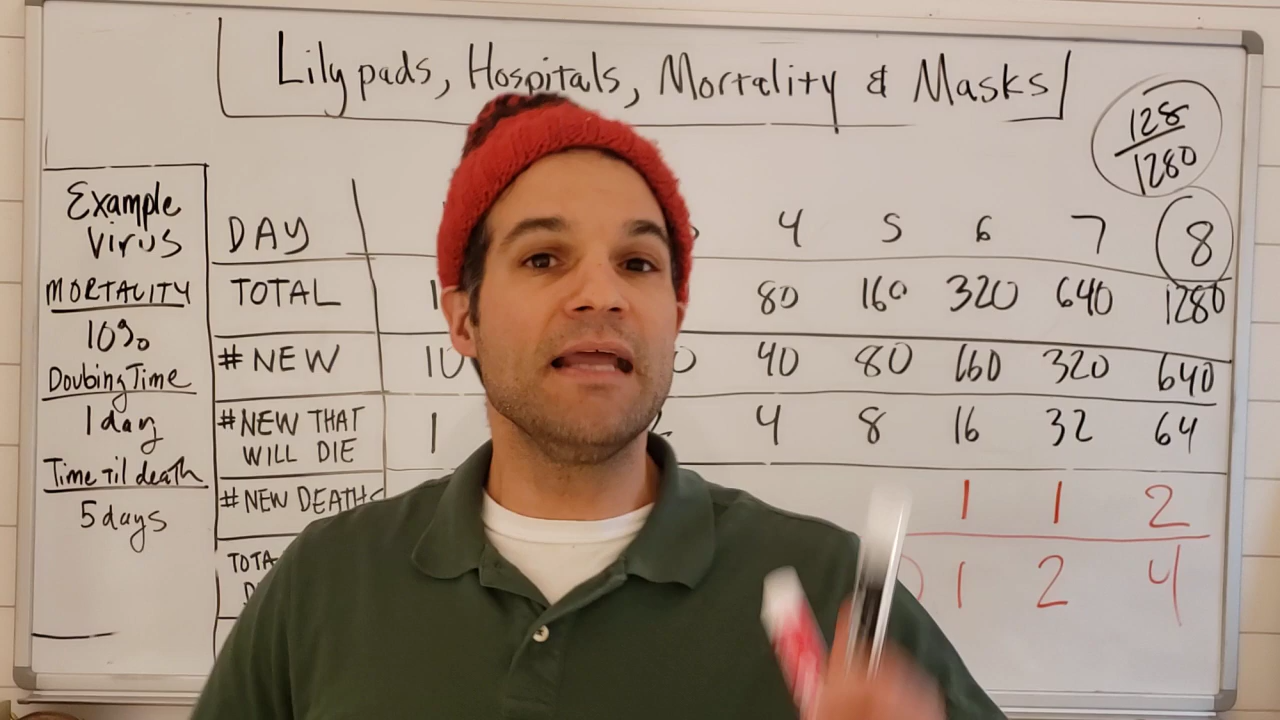 Lilypads, Hospitals, Mortality & Masks
128
1280
Example
Virus
MORTALITY
10%
DoubingTime
1 day
Time til death
5 days
DAY 4 5 6 7 8
TOTAL 80 160 320 640 1280
#NEW 10 40 80 160 320 640
#NEW THAT
WILL DIE 1 4 8 16 32 64
#NEW DEATHS 1 1 2
1 2 4